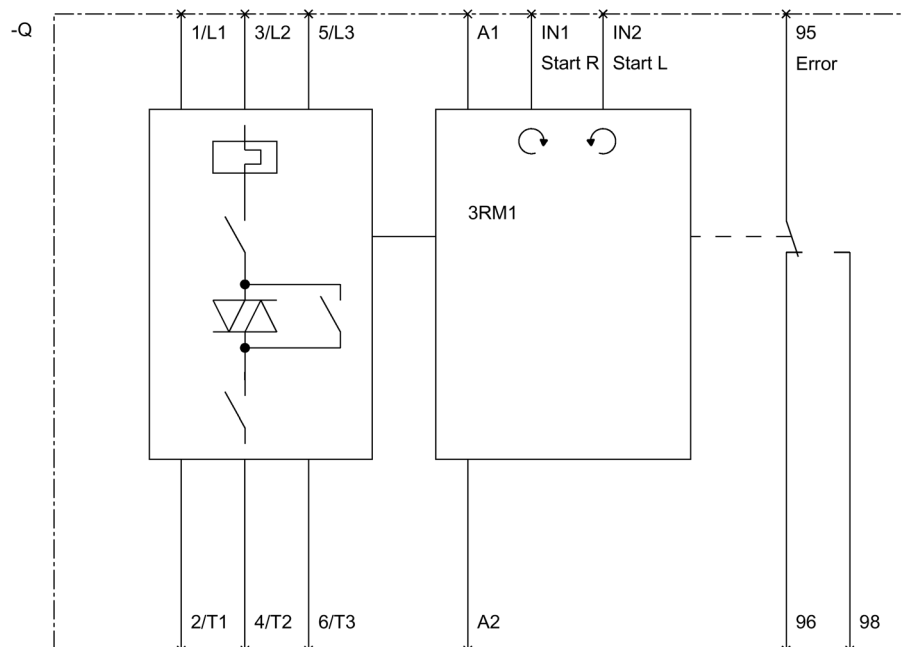 -Q
1/L1 3/L2 5/L3 A1 IN1 IN2 95
Start R Start L Error
3RM1
2/T1 4/T2 6/T3 A2 96 98